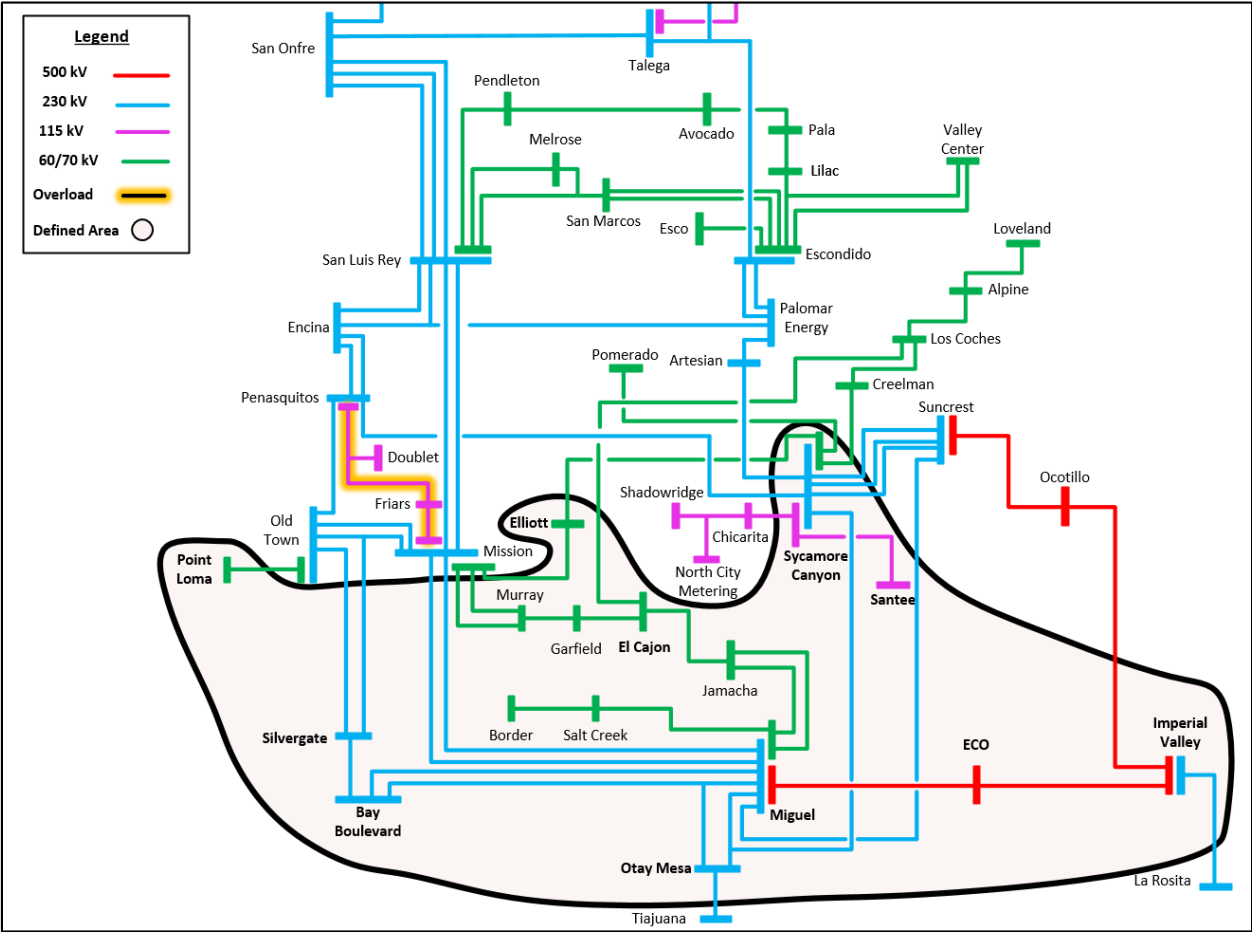 Legend
500 kV
230 kV
115 kV
60/70 kV
Overload
Defined Area
San Onfre
Talega
Pendleton
Avocado
Pala
Melrose
Lilac
Valley
Center
San Marcos
Esco
Escondido
San Luis Rey
Loveland
Alpine
Palomar
Energy
Encina
Los Coches
Pomerado
Artesian
Creelman
Penasquitos
Suncrest
Doublet
Ocotillo
Friars
Shadowridge
Old
Town
Elliott
Chicarita
Mission
Sycamore
Canyon
Point
Loma
North City
Metering
Santee
Murray
Garfield
El Cajon
Jamacha
Border
Salt Creek
Silvergate
ECO
Imperial
Valley
Bay
Boulevard
Miguel
Otay Mesa
La Rosita
Tiajuana